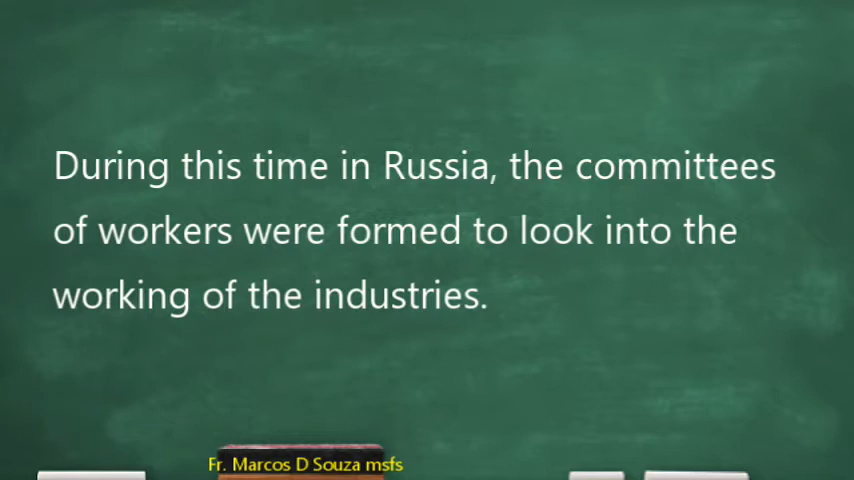 During this time in Russia, the committees
of workers were formed to look into the
working of the industries.
Fr. Marcos D Souza msfs